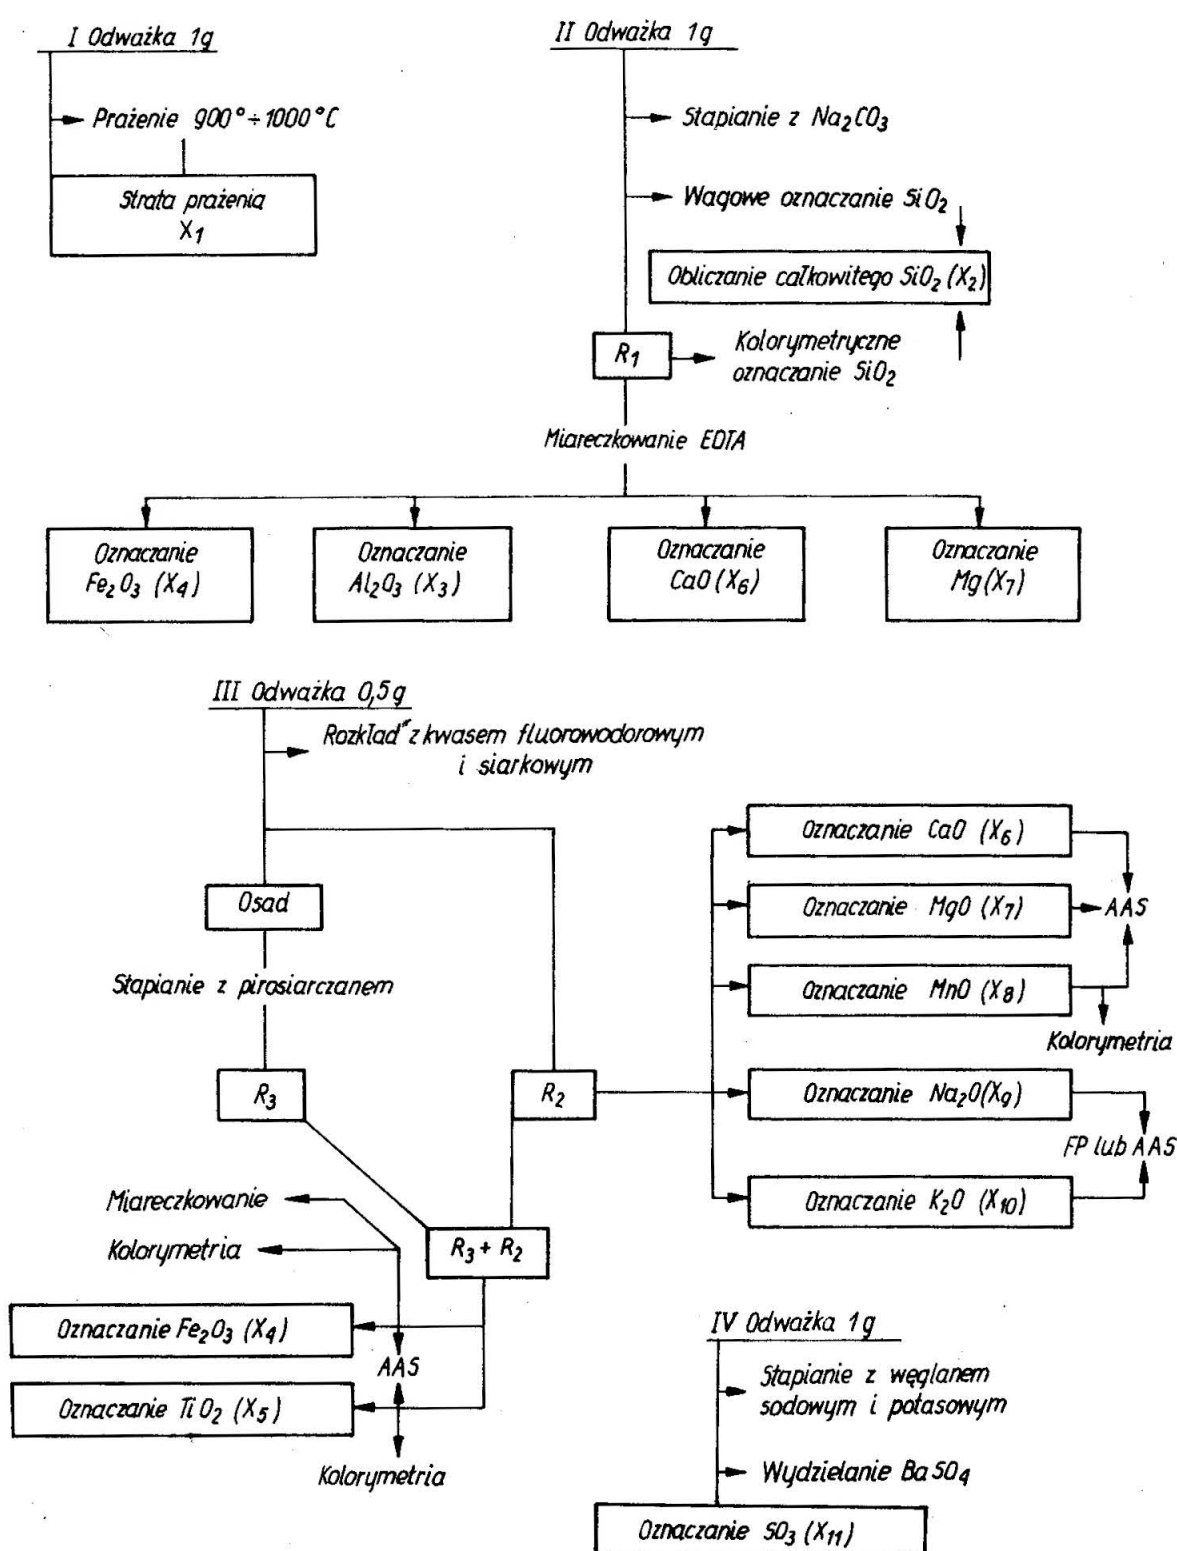 I Odważka 1g
Prażenie 900°÷1000°C
Strata prażenia
X₁
II Odważka 1g
Stapianie z Na₂CO₃
Wagowe oznaczanie SiO₂
Obliczanie całkowitego SiO₂ (X₂)
R₁
Kolorymetryczne
oznaczanie SiO₂
Miareczkowanie EDTA
Oznaczanie
Fe₂O₃ (X₄)
Oznaczanie
Al₂O₃ (X₃)
Oznaczanie
CaO (X₆)
Oznaczanie
Mg (X₇)
III Odważka 0,5g
Rozkład" z kwasem fluorowodorowym
i siarkowym
Osad
Stapianie z pirosiarczanem
R₃
R₂
R₃ + R₂
Miareczkowanie
Kolorymetria
Oznaczanie Fe₂O₃ (X₄)
AAS
Oznaczanie TiO₂ (X₅)
Kolorymetria
Oznaczanie CaO (X₆)
Oznaczanie MgO (X₇)
AAS
Oznaczanie MnO (X₈)
Kolorymetria
Oznaczanie Na₂O (X₉)
FP lub AAS
Oznaczanie K₂O (X₁₀)
IV Odważka 1g
Stapianie z węglanem
sodowym i potasowym
Wydzielanie BaSO₄
Oznaczanie SO₃ (X₁₁)